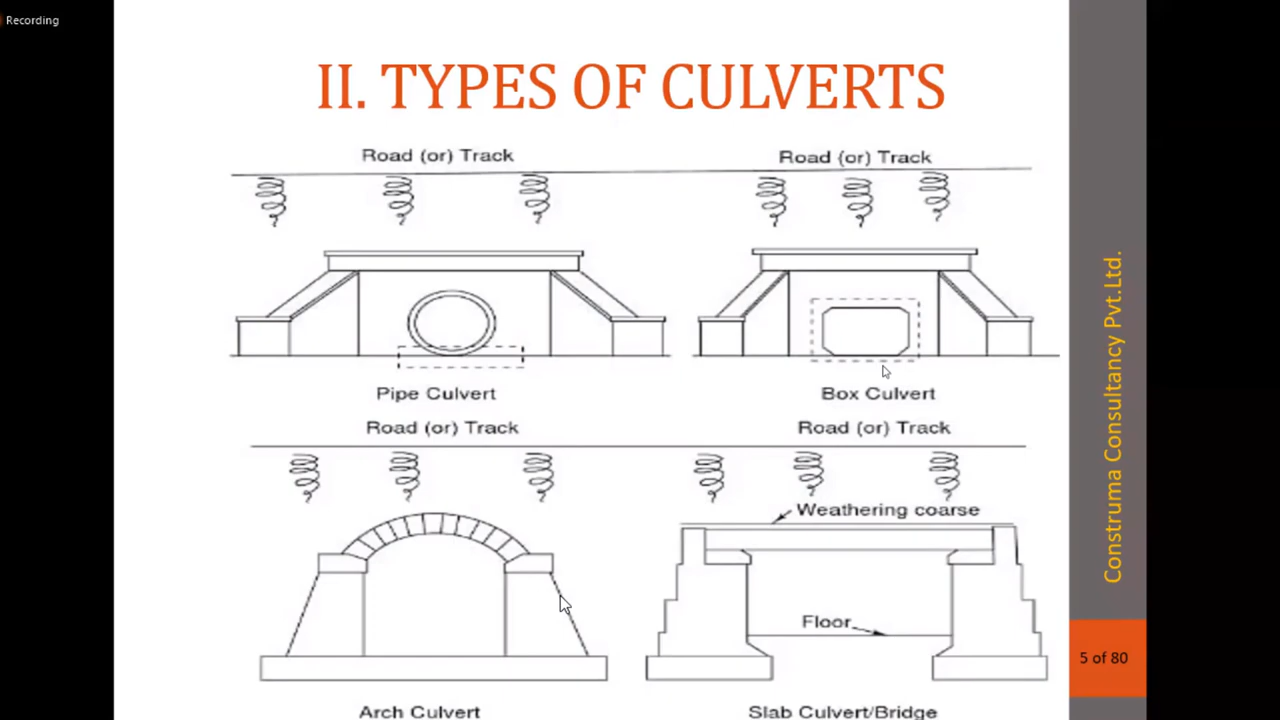 Recording
II. TYPES OF CULVERTS
Road (or) Track
Road (or) Track
Pipe Culvert
Box Culvert
Road (or) Track
Road (or) Track
Weathering coarse
Floor
Arch Culvert
Slab Culvert/Bridge
Construma Consultancy Pvt.Ltd.
5 of 80